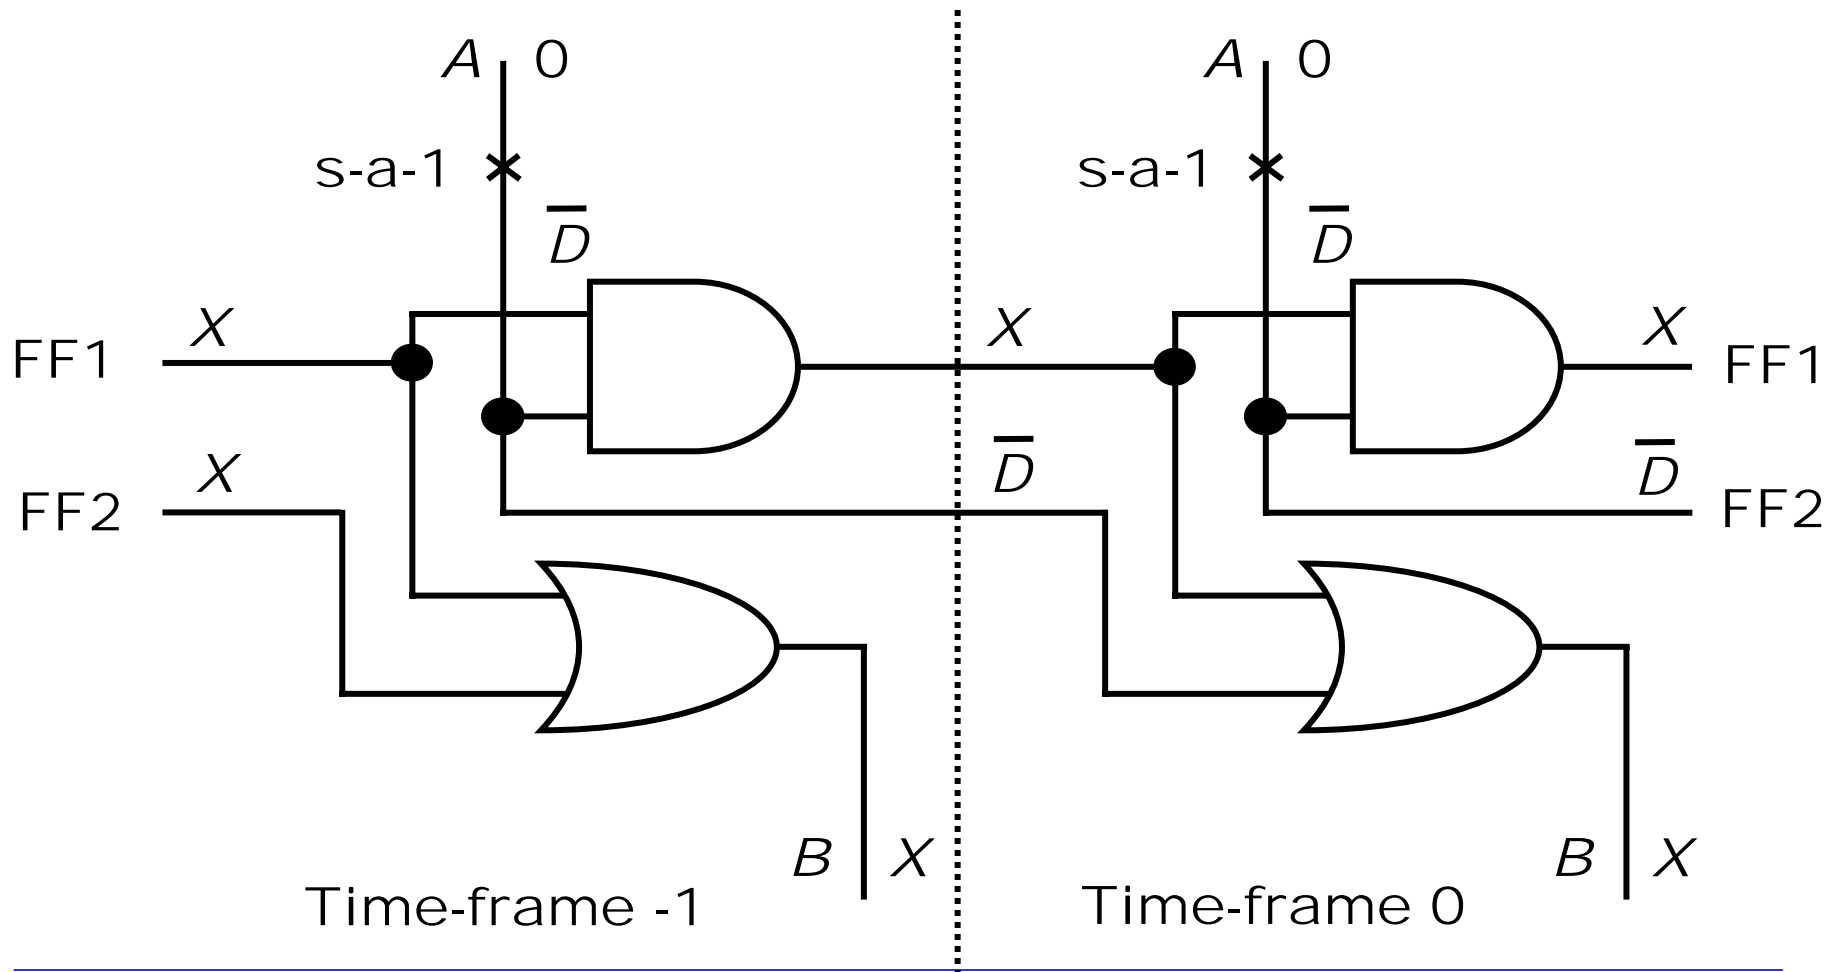 A 0 A 0
s-a-1 s-a-1
D̅ D̅
X X X
FF1 FF1
X D̅ D̅
FF2 FF2
B X B X
Time-frame -1 Time-frame 0